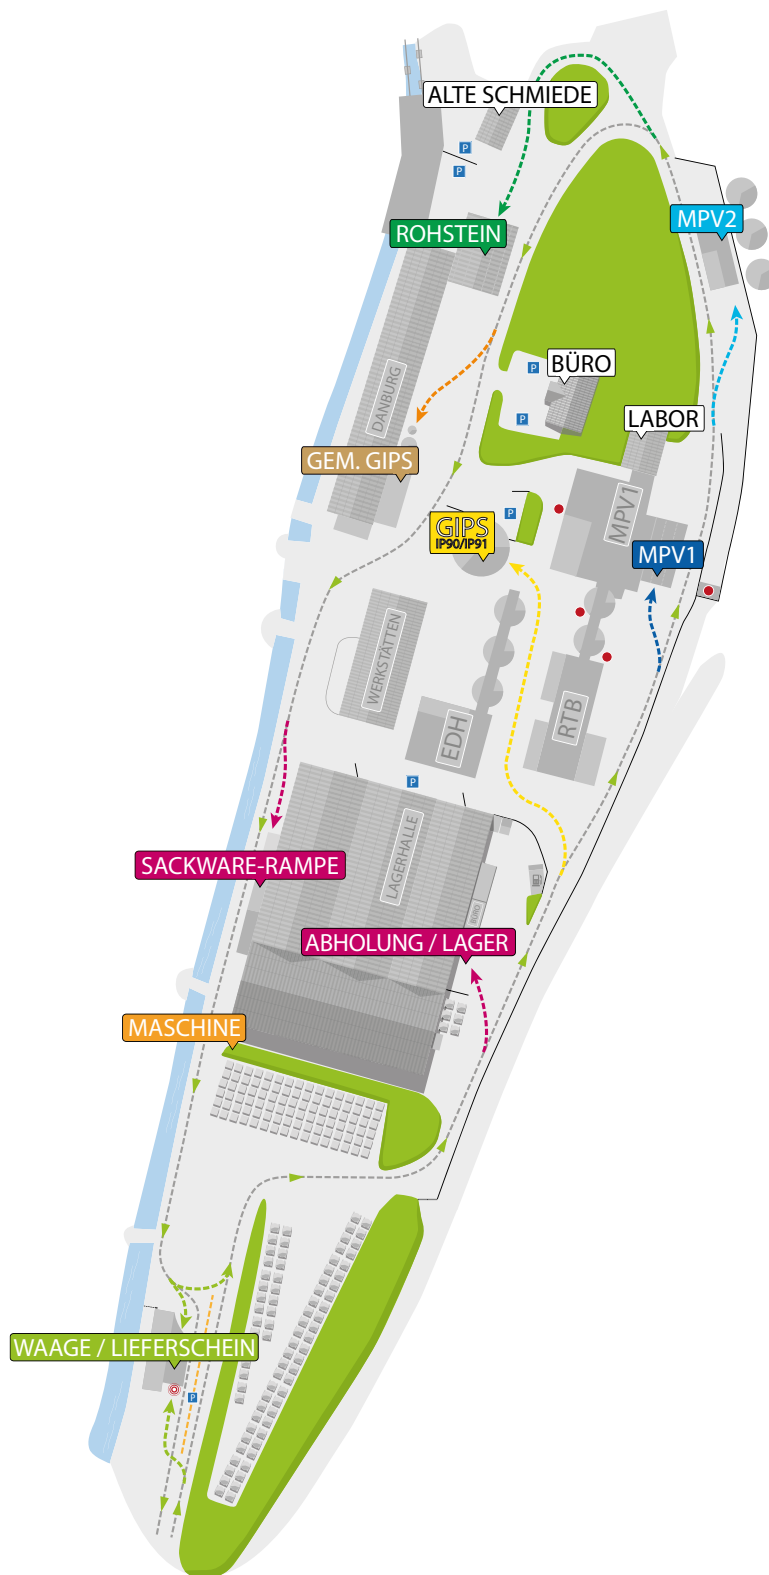 ALTE SCHMIEDE
P
P
MPV2
ROHSTEIN
BÜRO
P
DANBURG
P
LABOR
GEM. GIPS
MPV1
P
GIPS
IP90/IP91
MPV1
WERKSTÄTTEN
RTB
EDH
P
LAGERHALLE
SACKWARE-RAMPE
BÜRO
ABHOLUNG / LAGER
MASCHINE
WAAGE / LIEFERSCHEIN
P